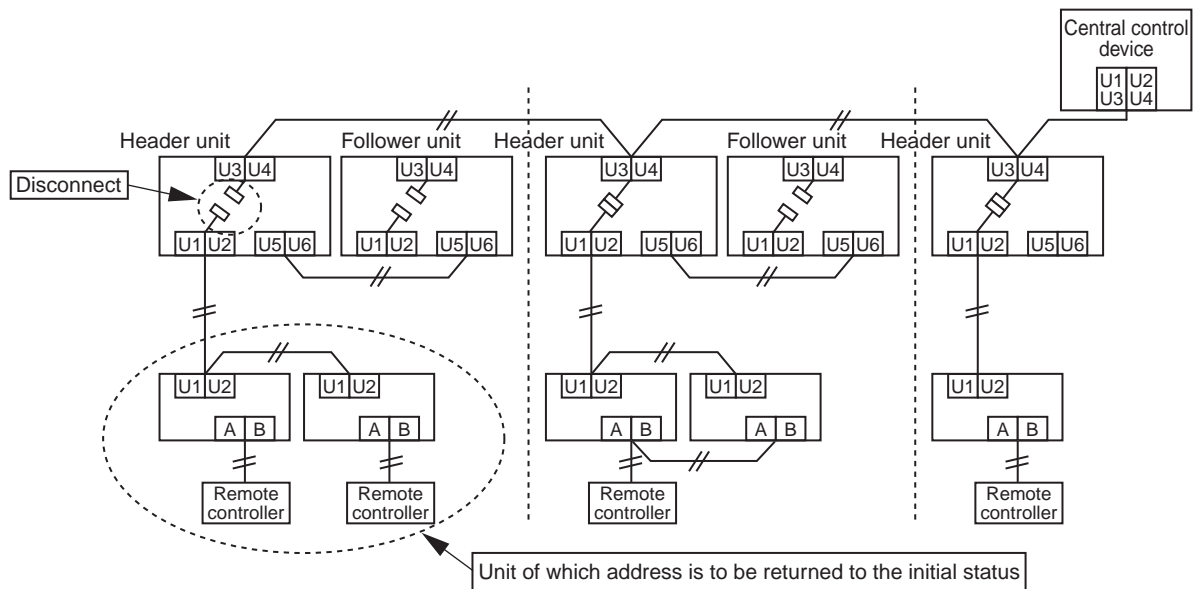 Central control
device
U1 U2
U3 U4
Header unit
Follower unit
Header unit
Follower unit
Header unit
U3 U4
U3 U4
U3 U4
U3 U4
U3 U4
Disconnect
U1 U2
U5 U6
U1 U2
U5 U6
U1 U2
U5 U6
U1 U2
U5 U6
U1 U2
U5 U6
U1 U2
U1 U2
U1 U2
U1 U2
U1 U2
A B
A B
A B
A B
A B
Remote
controller
Remote
controller
Remote
controller
Remote
controller
Unit of which address is to be returned to the initial status